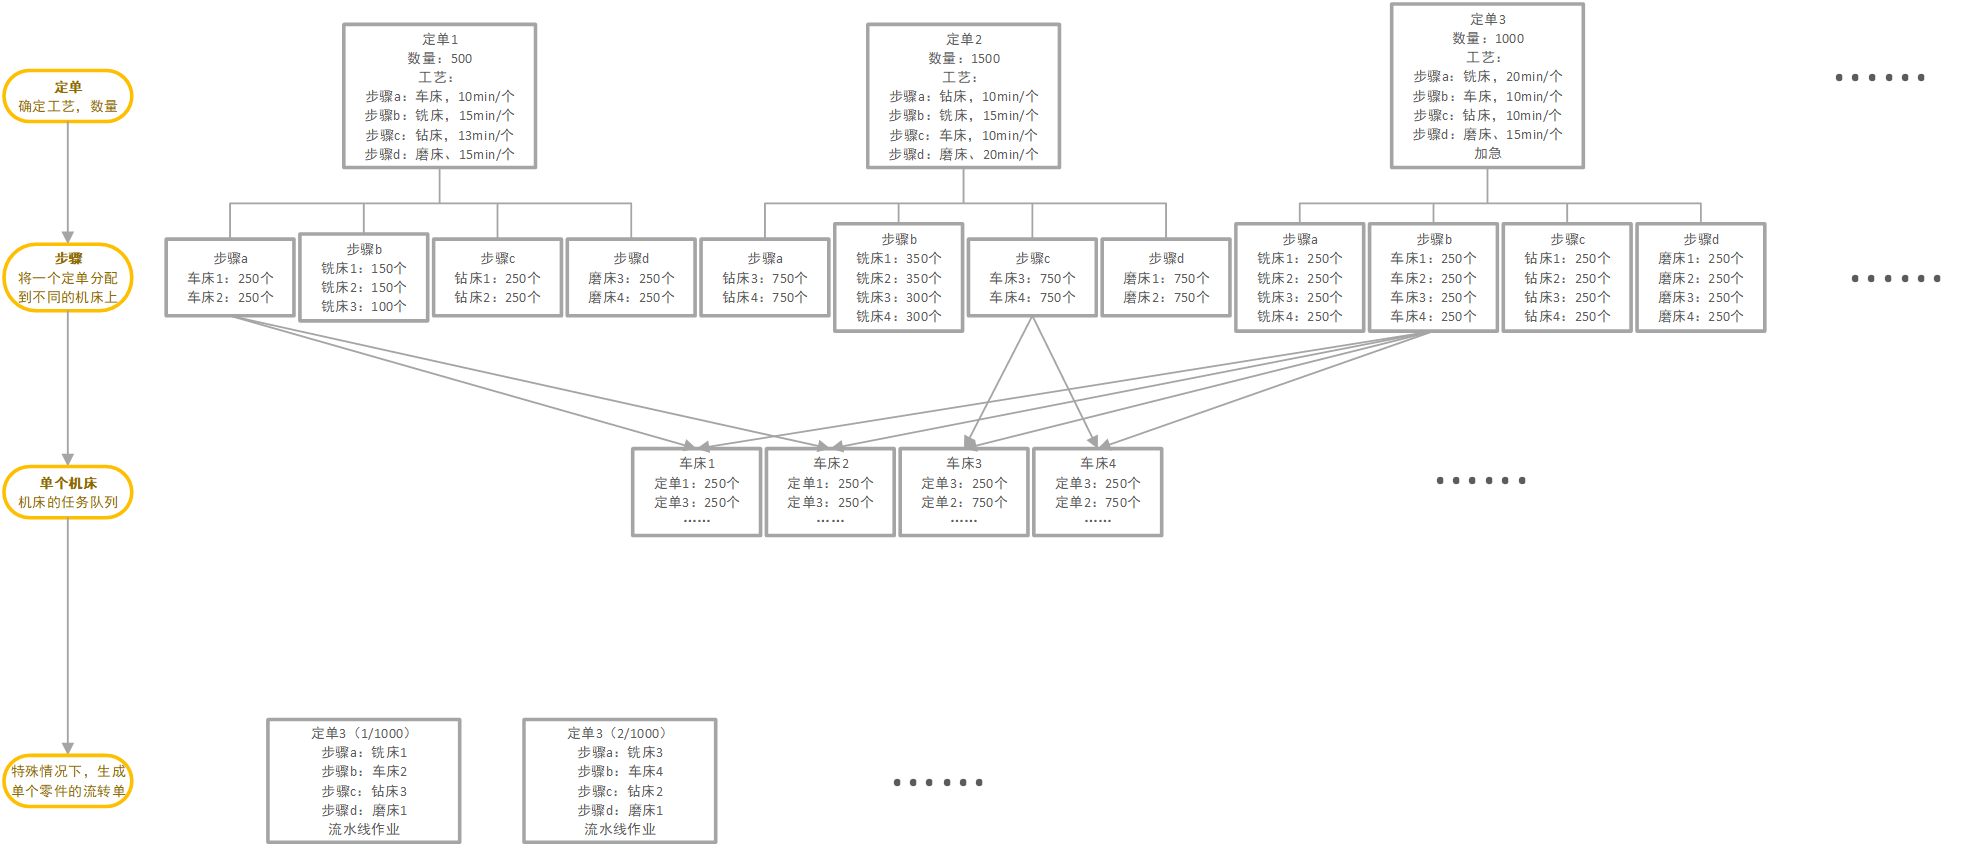 定单
确定工艺，数量
定单1
数量：500
工艺：
步骤a：车床，10min/个
步骤b：铣床，15min/个
步骤c：钻床，13min/个
步骤d：磨床、15min/个
定单2
数量：1500
工艺：
步骤a：钻床，10min/个
步骤b：铣床，15min/个
步骤c：车床，10min/个
步骤d：磨床、20min/个
定单3
数量：1000
工艺：
步骤a：铣床，20min/个
步骤b：车床，10min/个
步骤c：钻床，10min/个
步骤d：磨床、15min/个
加急
......
步骤
将一个定单分配
到不同的机床上
步骤a
车床1：250个
车床2：250个
步骤b
铣床1：150个
铣床2：150个
铣床3：100个
步骤c
钻床1：250个
钻床2：250个
步骤d
磨床3：250个
磨床4：250个
步骤a
钻床3：750个
钻床4：750个
步骤b
铣床1：350个
铣床2：350个
铣床3：300个
铣床4：300个
步骤c
车床3：750个
车床4：750个
步骤d
磨床1：750个
磨床2：750个
步骤a
铣床1：250个
铣床2：250个
铣床3：250个
铣床4：250个
步骤b
车床1：250个
车床2：250个
车床3：250个
车床4：250个
步骤c
钻床1：250个
钻床2：250个
钻床3：250个
钻床4：250个
步骤d
磨床1：250个
磨床2：250个
磨床3：250个
磨床4：250个
......
单个机床
机床的任务队列
车床1
定单1：250个
定单3：250个
……
车床2
定单1：250个
定单3：250个
……
车床3
定单3：250个
定单2：750个
……
车床4
定单3：250个
定单2：750个
……
......
特殊情况下，生成
单个零件的流转单
定单3（1/1000）
步骤a：铣床1
步骤b：车床2
步骤c：钻床3
步骤d：磨床1
流水线作业
定单3（2/1000）
步骤a：铣床3
步骤b：车床4
步骤c：钻床2
步骤d：磨床1
流水线作业
......